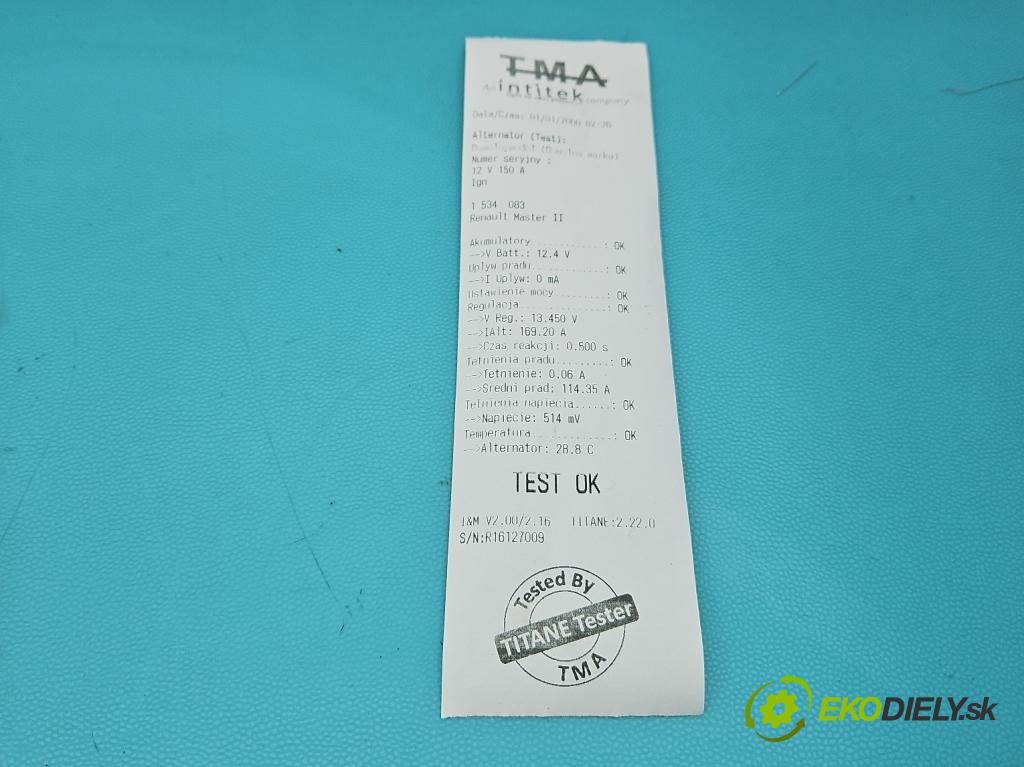 TMA
An intitek company
Data/Czas: 01/01/2000 02:26
Alternator (Test):
Numer seryjny :
12 V 150 A
Ign
1 534 083
Renault Master II
Akumulatory...........: OK
-->V Batt.: 12.4 V
Uplyw pradu...........: OK
-->I Uplyw: 0 mA
Ustawienie mocy.......: OK
Regulacja.............: OK
-->V Reg.: 13.450 V
-->IAlt: 169.20 A
-->Czas reakcji: 0.500 s
Tetnienia pradu.........: OK
-->Tetnienie: 0.06 A
-->Sredni prad: 114.35 A
Tetnienia napiecia......: OK
-->Napiecie: 514 mV
Temperatura............: OK
-->Alternator: 28.8 C
TEST OK
I&M V2.00/2.16 TITANE:2.22.0
S/N:R16127009
Tested By
TITANE Tester
TMA
EKODIELY.sk